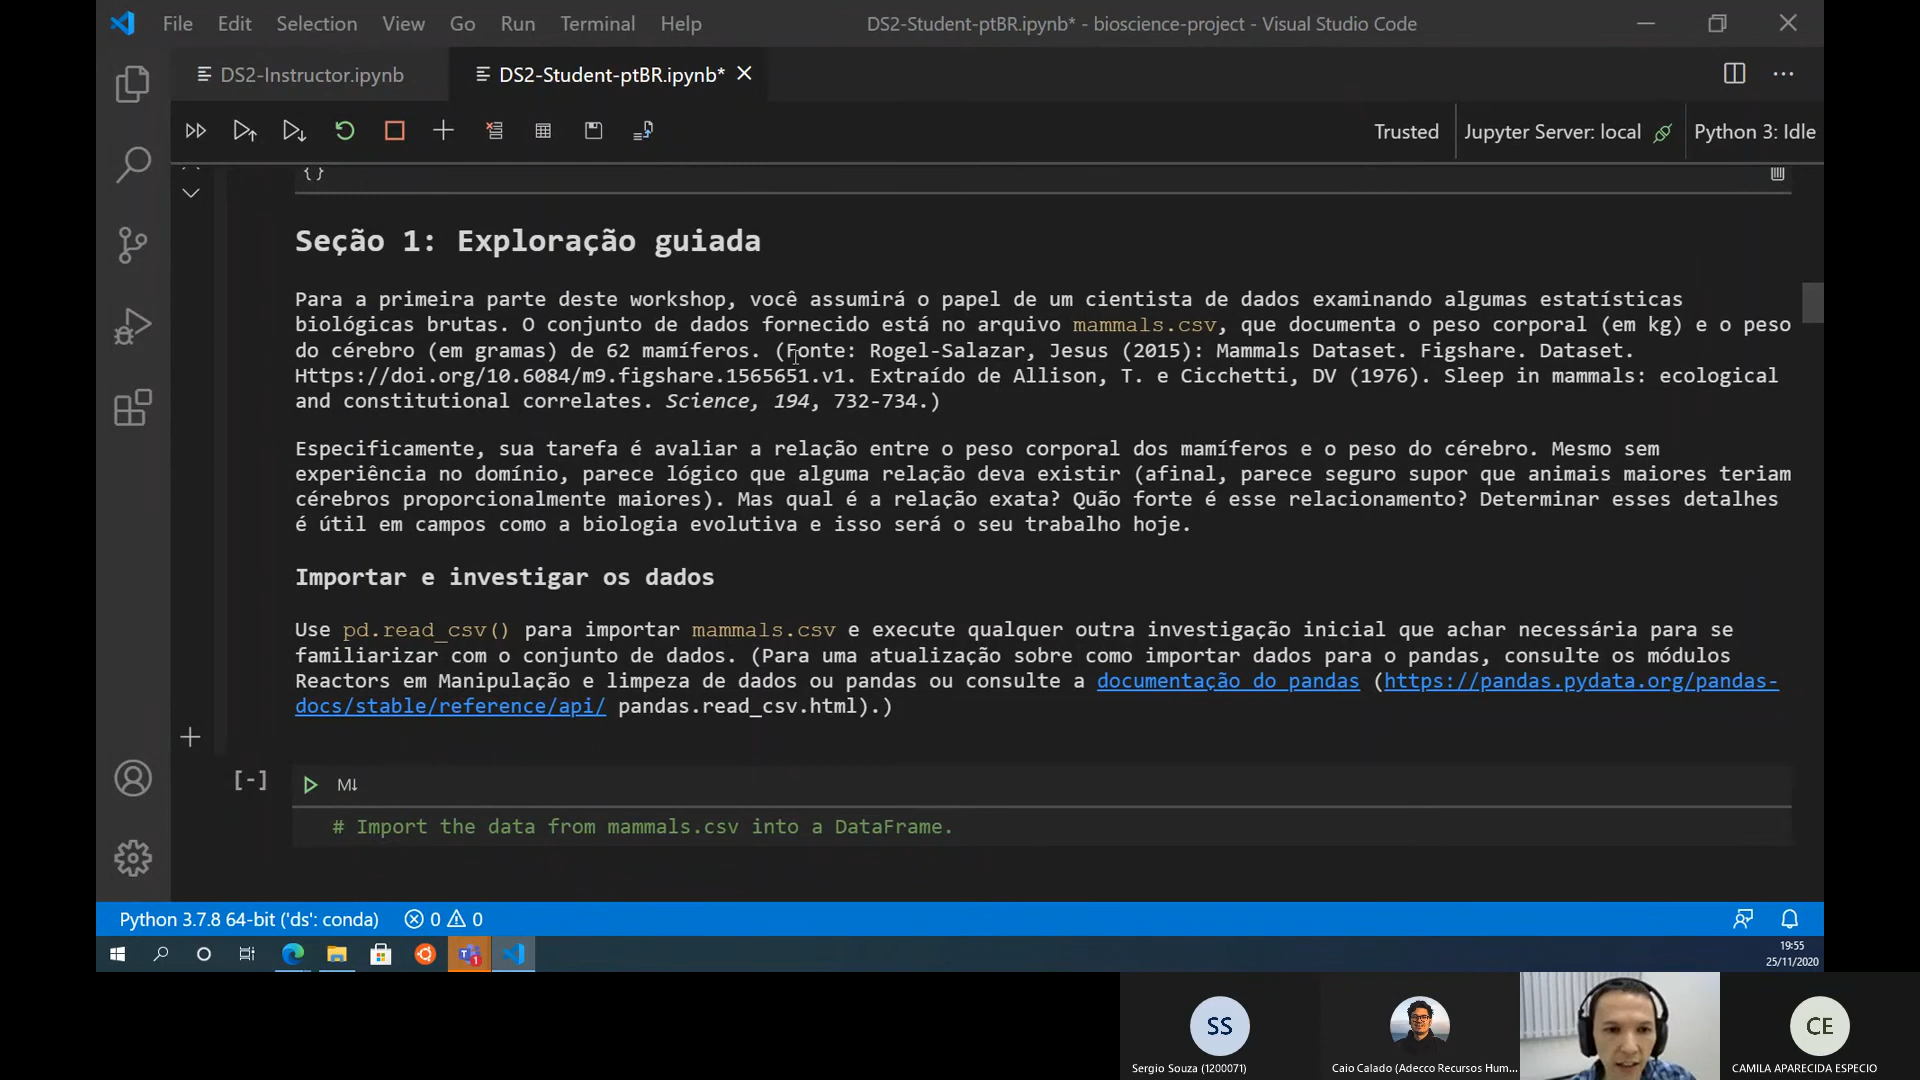 File Edit Selection View Go Run Terminal Help DS2-Student-ptBR.ipynb* - bioscience-project - Visual Studio Code
DS2-Instructor.ipynb DS2-Student-ptBR.ipynb*
Trusted Jupyter Server: local Python 3: Idle
{}
Seção 1: Exploração guiada
Para a primeira parte deste workshop, você assumirá o papel de um cientista de dados examinando algumas estatísticas
biológicas brutas. O conjunto de dados fornecido está no arquivo mammals.csv, que documenta o peso corporal (em kg) e o peso
do cérebro (em gramas) de 62 mamíferos. (Fonte: Rogel-Salazar, Jesus (2015): Mammals Dataset. Figshare. Dataset.
Https://doi.org/10.6084/m9.figshare.1565651.v1. Extraído de Allison, T. e Cicchetti, DV (1976). Sleep in mammals: ecological
and constitutional correlates. Science, 194, 732-734.)
Especificamente, sua tarefa é avaliar a relação entre o peso corporal dos mamíferos e o peso do cérebro. Mesmo sem
experiência no domínio, parece lógico que alguma relação deva existir (afinal, parece seguro supor que animais maiores teriam
cérebros proporcionalmente maiores). Mas qual é a relação exata? Quão forte é esse relacionamento? Determinar esses detalhes
é útil em campos como a biologia evolutiva e isso será o seu trabalho hoje.
Importar e investigar os dados
Use pd.read_csv() para importar mammals.csv e execute qualquer outra investigação inicial que achar necessária para se
familiarizar com o conjunto de dados. (Para uma atualização sobre como importar dados para o pandas, consulte os módulos
Reactors em Manipulação e limpeza de dados ou pandas ou consulte a documentação do pandas (https://pandas.pydata.org/pandas-
docs/stable/reference/api/ pandas.read_csv.html).)
[-] M↓
# Import the data from mammals.csv into a DataFrame.
Python 3.7.8 64-bit ('ds': conda) 0 0
19:55
25/11/2020
SS CE
Sergio Souza (1200071) Caio Calado (Adecco Recursos Hum... CAMILA APARECIDA ESPECIO